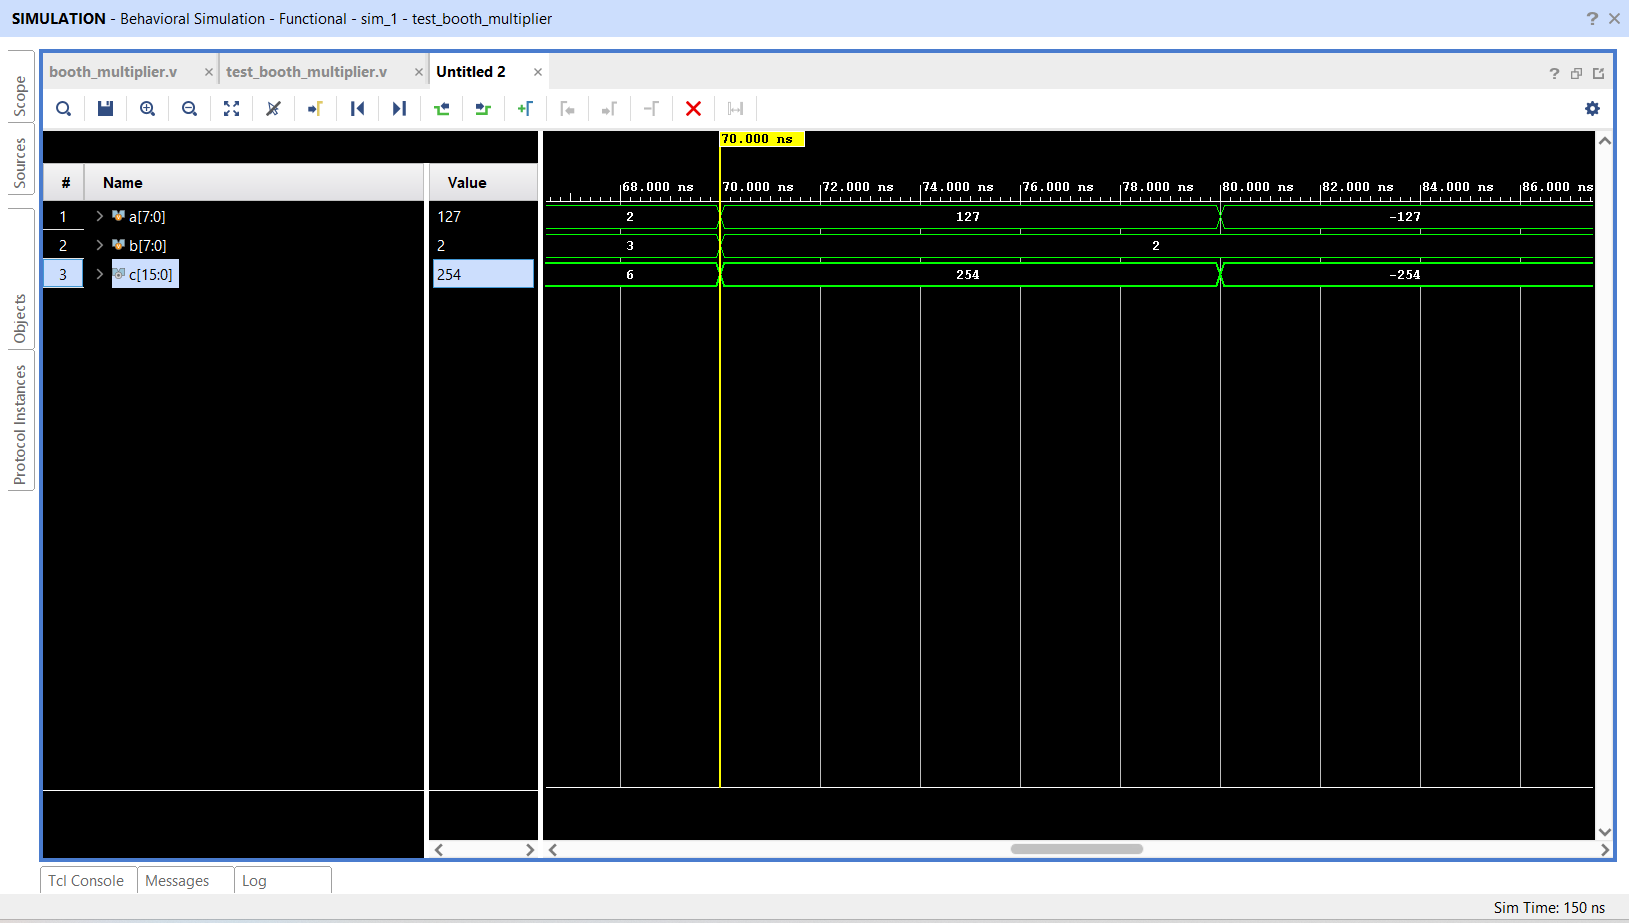 SIMULATION - Behavioral Simulation - Functional - sim_1 - test_booth_multiplier
? ×
Scope
Sources
Objects
Protocol Instances
booth_multiplier.v × test_booth_multiplier.v × Untitled 2 ×
?
70.000 ns
# Name Value
68.000 ns 70.000 ns 72.000 ns 74.000 ns 76.000 ns 78.000 ns 80.000 ns 82.000 ns 84.000 ns 86.000 ns
1 > a[7:0] 127 2 127 -127
2 > b[7:0] 2 3 2
3 > c[15:0] 254 6 254 -254
Tcl Console Messages Log
Sim Time: 150 ns